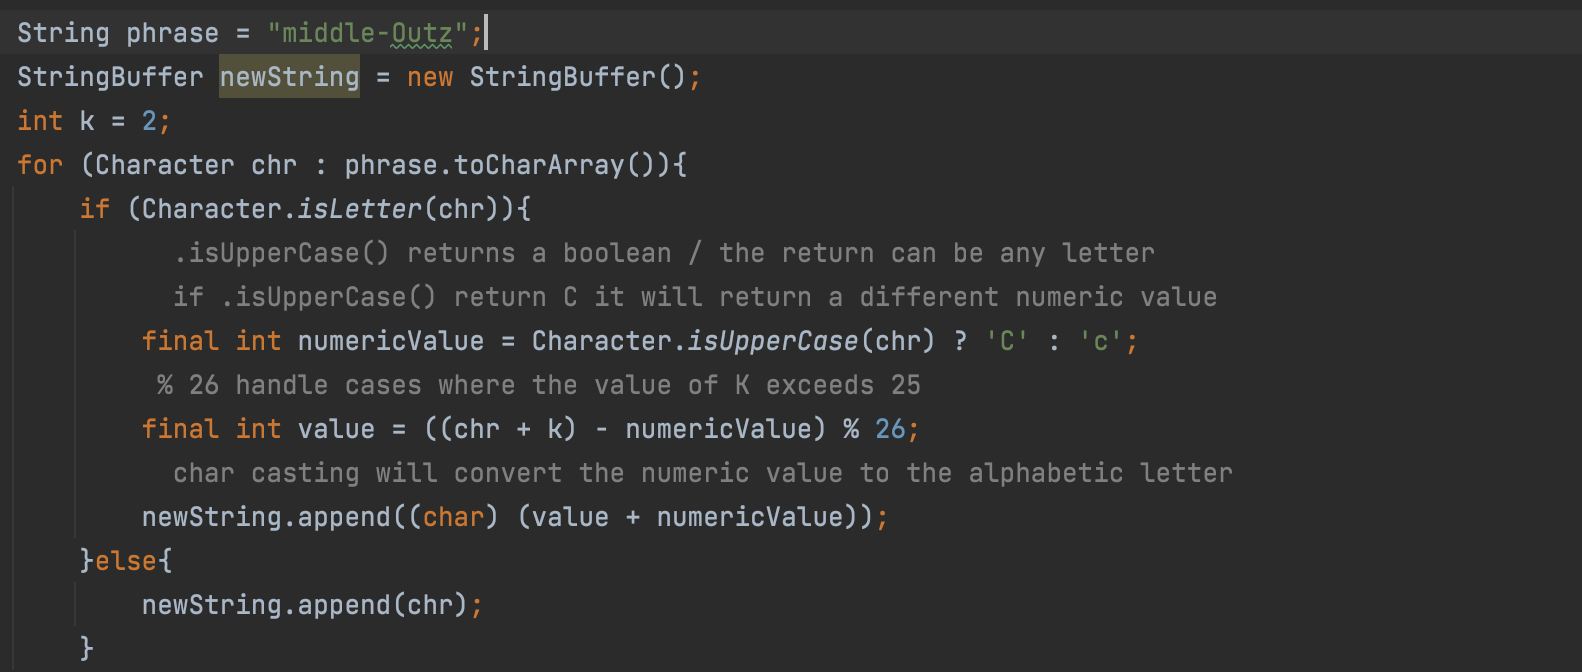 String phrase = "middle-Outz";
StringBuffer newString = new StringBuffer();
int k = 2;
for (Character chr : phrase.toCharArray()){
if (Character.isLetter(chr)){
.isUpperCase() returns a boolean / the return can be any letter
if .isUpperCase() return C it will return a different numeric value
final int numericValue = Character.isUpperCase(chr) ? 'C' : 'c';
% 26 handle cases where the value of K exceeds 25
final int value = ((chr + k) - numericValue) % 26;
char casting will convert the numeric value to the alphabetic letter
newString.append((char) (value + numericValue));
}else{
newString.append(chr);
}